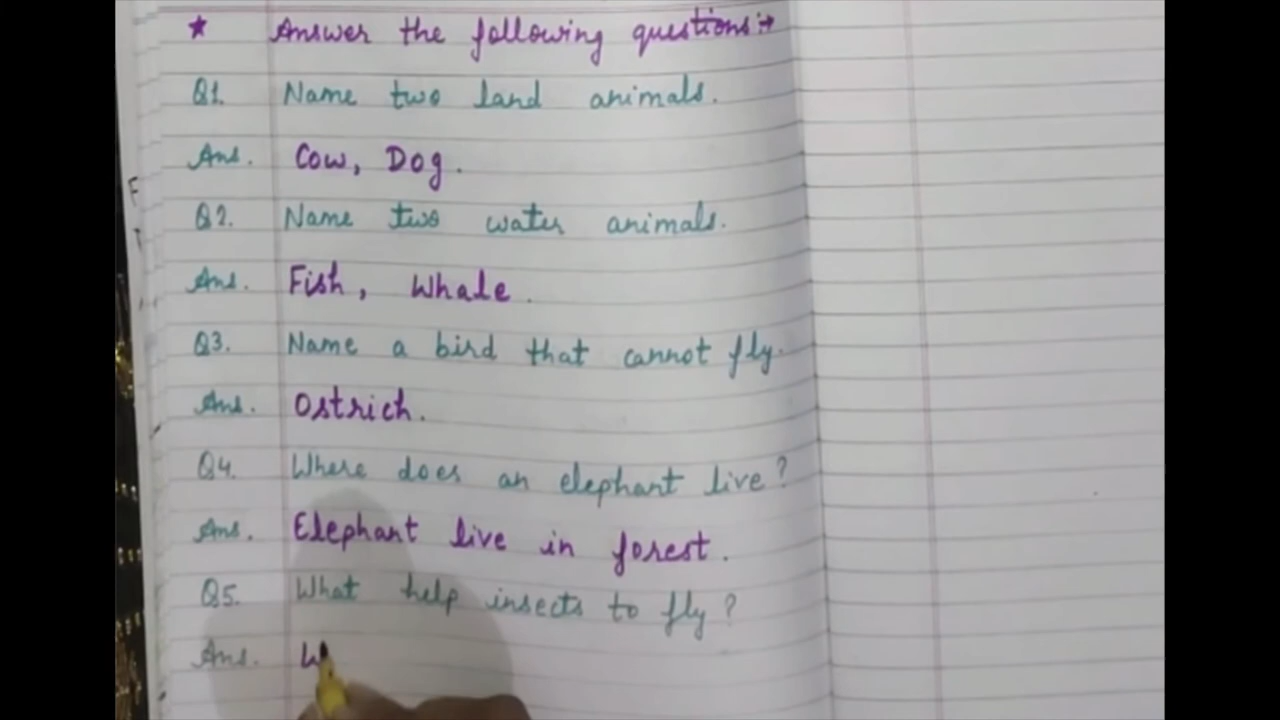 ★ Answer the following questions:→
Q1. Name two land animals.
Ans. Cow, Dog.
Q2. Name two water animals.
Ans. Fish, Whale.
Q3. Name a bird that cannot fly.
Ans. Ostrich.
Q4. Where does an elephant live?
Ans. Elephant live in forest.
Q5. What help insects to fly?
Ans. W